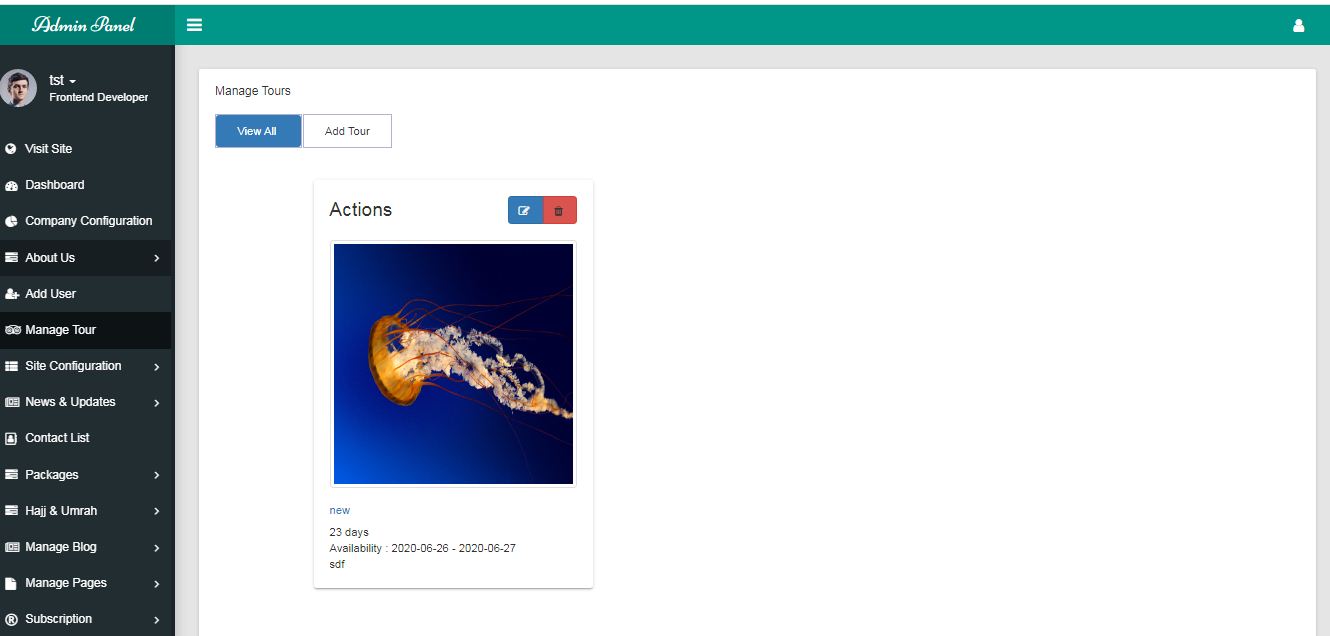 Admin Panel
tst
Frontend Developer
Visit Site
Dashboard
Company Configuration
About Us
Add User
Manage Tour
Site Configuration
News & Updates
Contact List
Packages
Hajj & Umrah
Manage Blog
Manage Pages
Subscription
Manage Tours
View All
Add Tour
Actions
new
23 days
Availability : 2020-06-26 - 2020-06-27
sdf